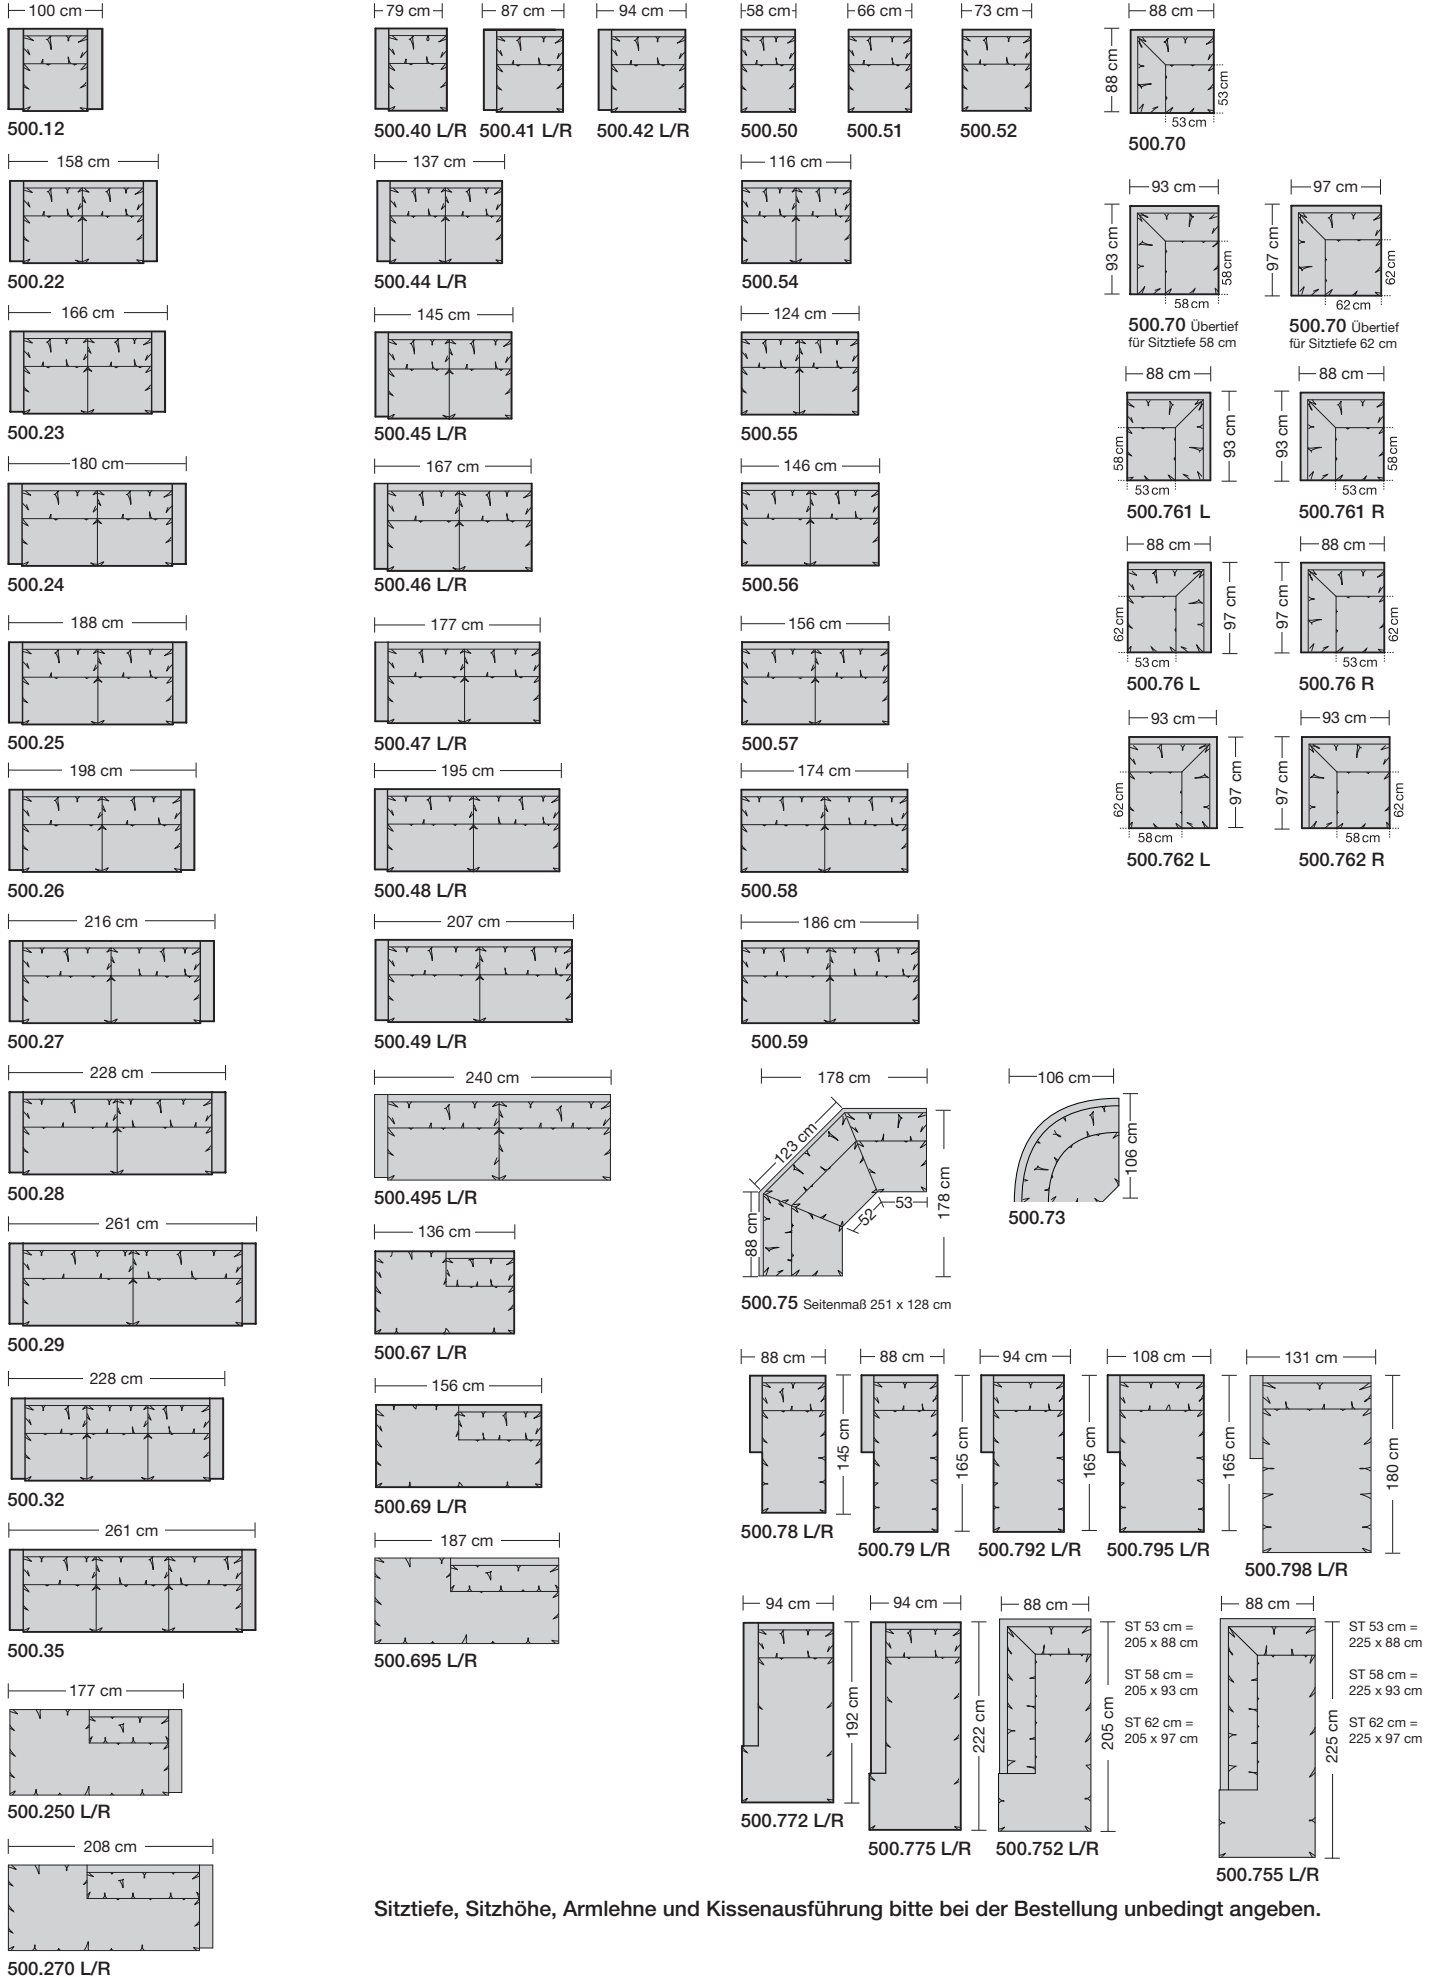 100 cm
500.12
158 cm
500.22
166 cm
500.23
180 cm
500.24
188 cm
500.25
198 cm
500.26
216 cm
500.27
228 cm
500.28
261 cm
500.29
228 cm
500.32
261 cm
500.35
177 cm
500.250 L/R
208 cm
500.270 L/R
79 cm 87 cm 94 cm
500.40 L/R 500.41 L/R 500.42 L/R
137 cm
500.44 L/R
145 cm
500.45 L/R
167 cm
500.46 L/R
177 cm
500.47 L/R
195 cm
500.48 L/R
207 cm
500.49 L/R
240 cm
500.495 L/R
136 cm
500.67 L/R
156 cm
500.69 L/R
187 cm
500.695 L/R
58 cm 66 cm 73 cm
500.50 500.51 500.52
116 cm
500.54
124 cm
500.55
146 cm
500.56
156 cm
500.57
174 cm
500.58
186 cm
500.59
88 cm
88 cm
53 cm
53 cm
500.70
93 cm 97 cm
93 cm
58 cm
97 cm
62 cm
58 cm 62 cm
500.70 Übertief 500.70 Übertief
für Sitztiefe 58 cm für Sitztiefe 62 cm
88 cm 88 cm
58 cm
93 cm
93 cm
58 cm
53 cm 53 cm
500.761 L 500.761 R
88 cm 88 cm
62 cm
97 cm
97 cm
62 cm
53 cm 53 cm
500.76 L 500.76 R
93 cm 93 cm
62 cm
97 cm
97 cm
62 cm
58 cm 58 cm
500.762 L 500.762 R
178 cm
123 cm
88 cm
52
53
178 cm
500.75 Seitenmaß 251 x 128 cm
106 cm
106 cm
500.73
88 cm 88 cm 94 cm 108 cm 131 cm
145 cm
165 cm
165 cm
165 cm
180 cm
500.78 L/R
500.79 L/R 500.792 L/R 500.795 L/R
500.798 L/R
94 cm 94 cm 88 cm 88 cm
192 cm
222 cm
205 cm
ST 53 cm =
205 x 88 cm
ST 58 cm =
205 x 93 cm
ST 62 cm =
205 x 97 cm
225 cm
ST 53 cm =
225 x 88 cm
ST 58 cm =
225 x 93 cm
ST 62 cm =
225 x 97 cm
500.772 L/R
500.775 L/R 500.752 L/R
500.755 L/R
Sitztiefe, Sitzhöhe, Armlehne und Kissenausführung bitte bei der Bestellung unbedingt angeben.